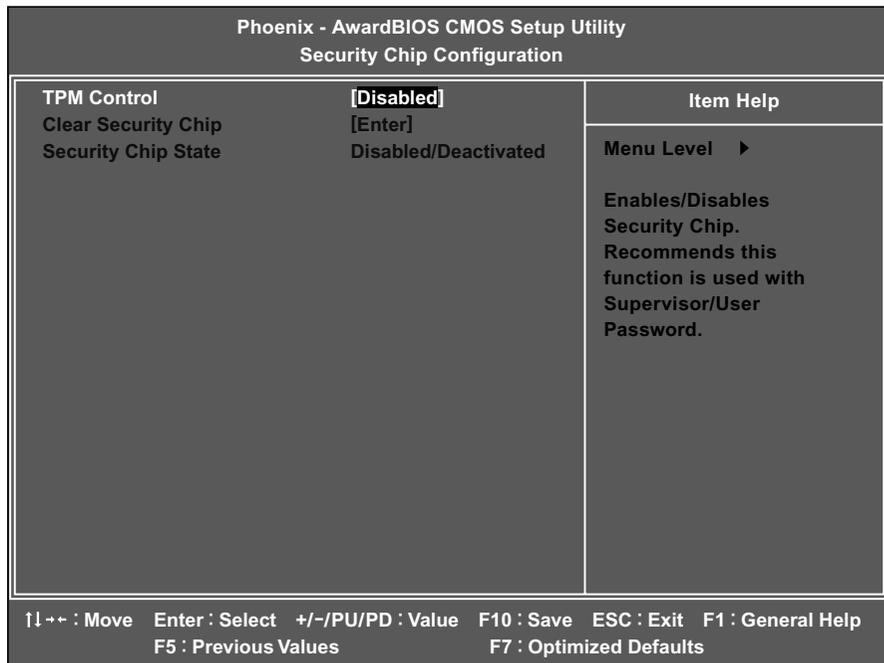 Phoenix - AwardBIOS CMOS Setup Utility
Security Chip Configuration
TPM Control [Disabled]
Clear Security Chip [Enter]
Security Chip State Disabled/Deactivated
Item Help
Menu Level ▶
Enables/Disables
Security Chip.
Recommends this
function is used with
Supervisor/User
Password.
↑↓→← : Move Enter : Select +/-/PU/PD : Value F10 : Save ESC : Exit F1 : General Help
F5 : Previous Values F7 : Optimized Defaults